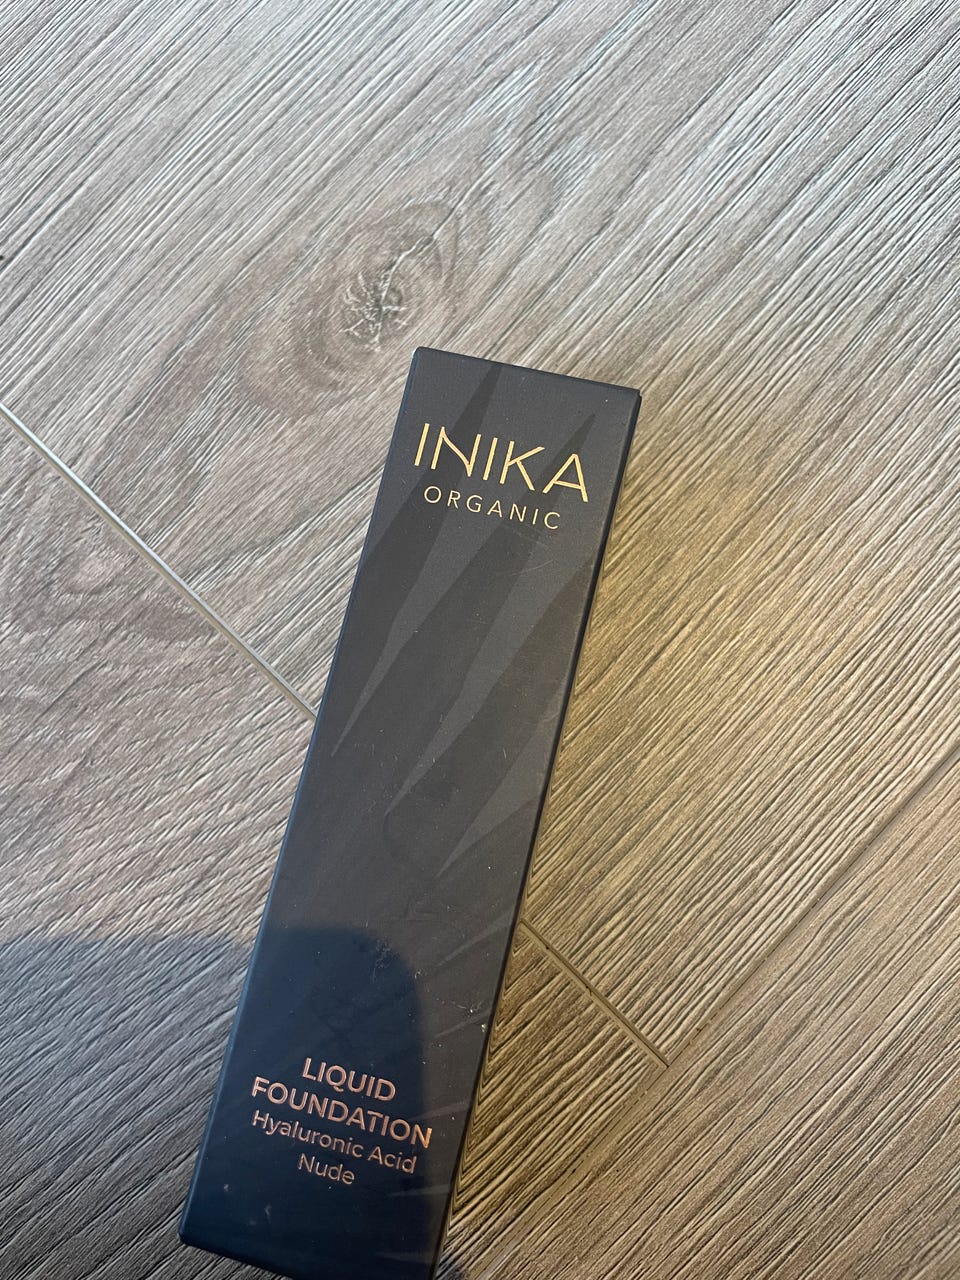 INIKA
ORGANIC
LIQUID
FOUNDATION
Hyaluronic Acid
Nude